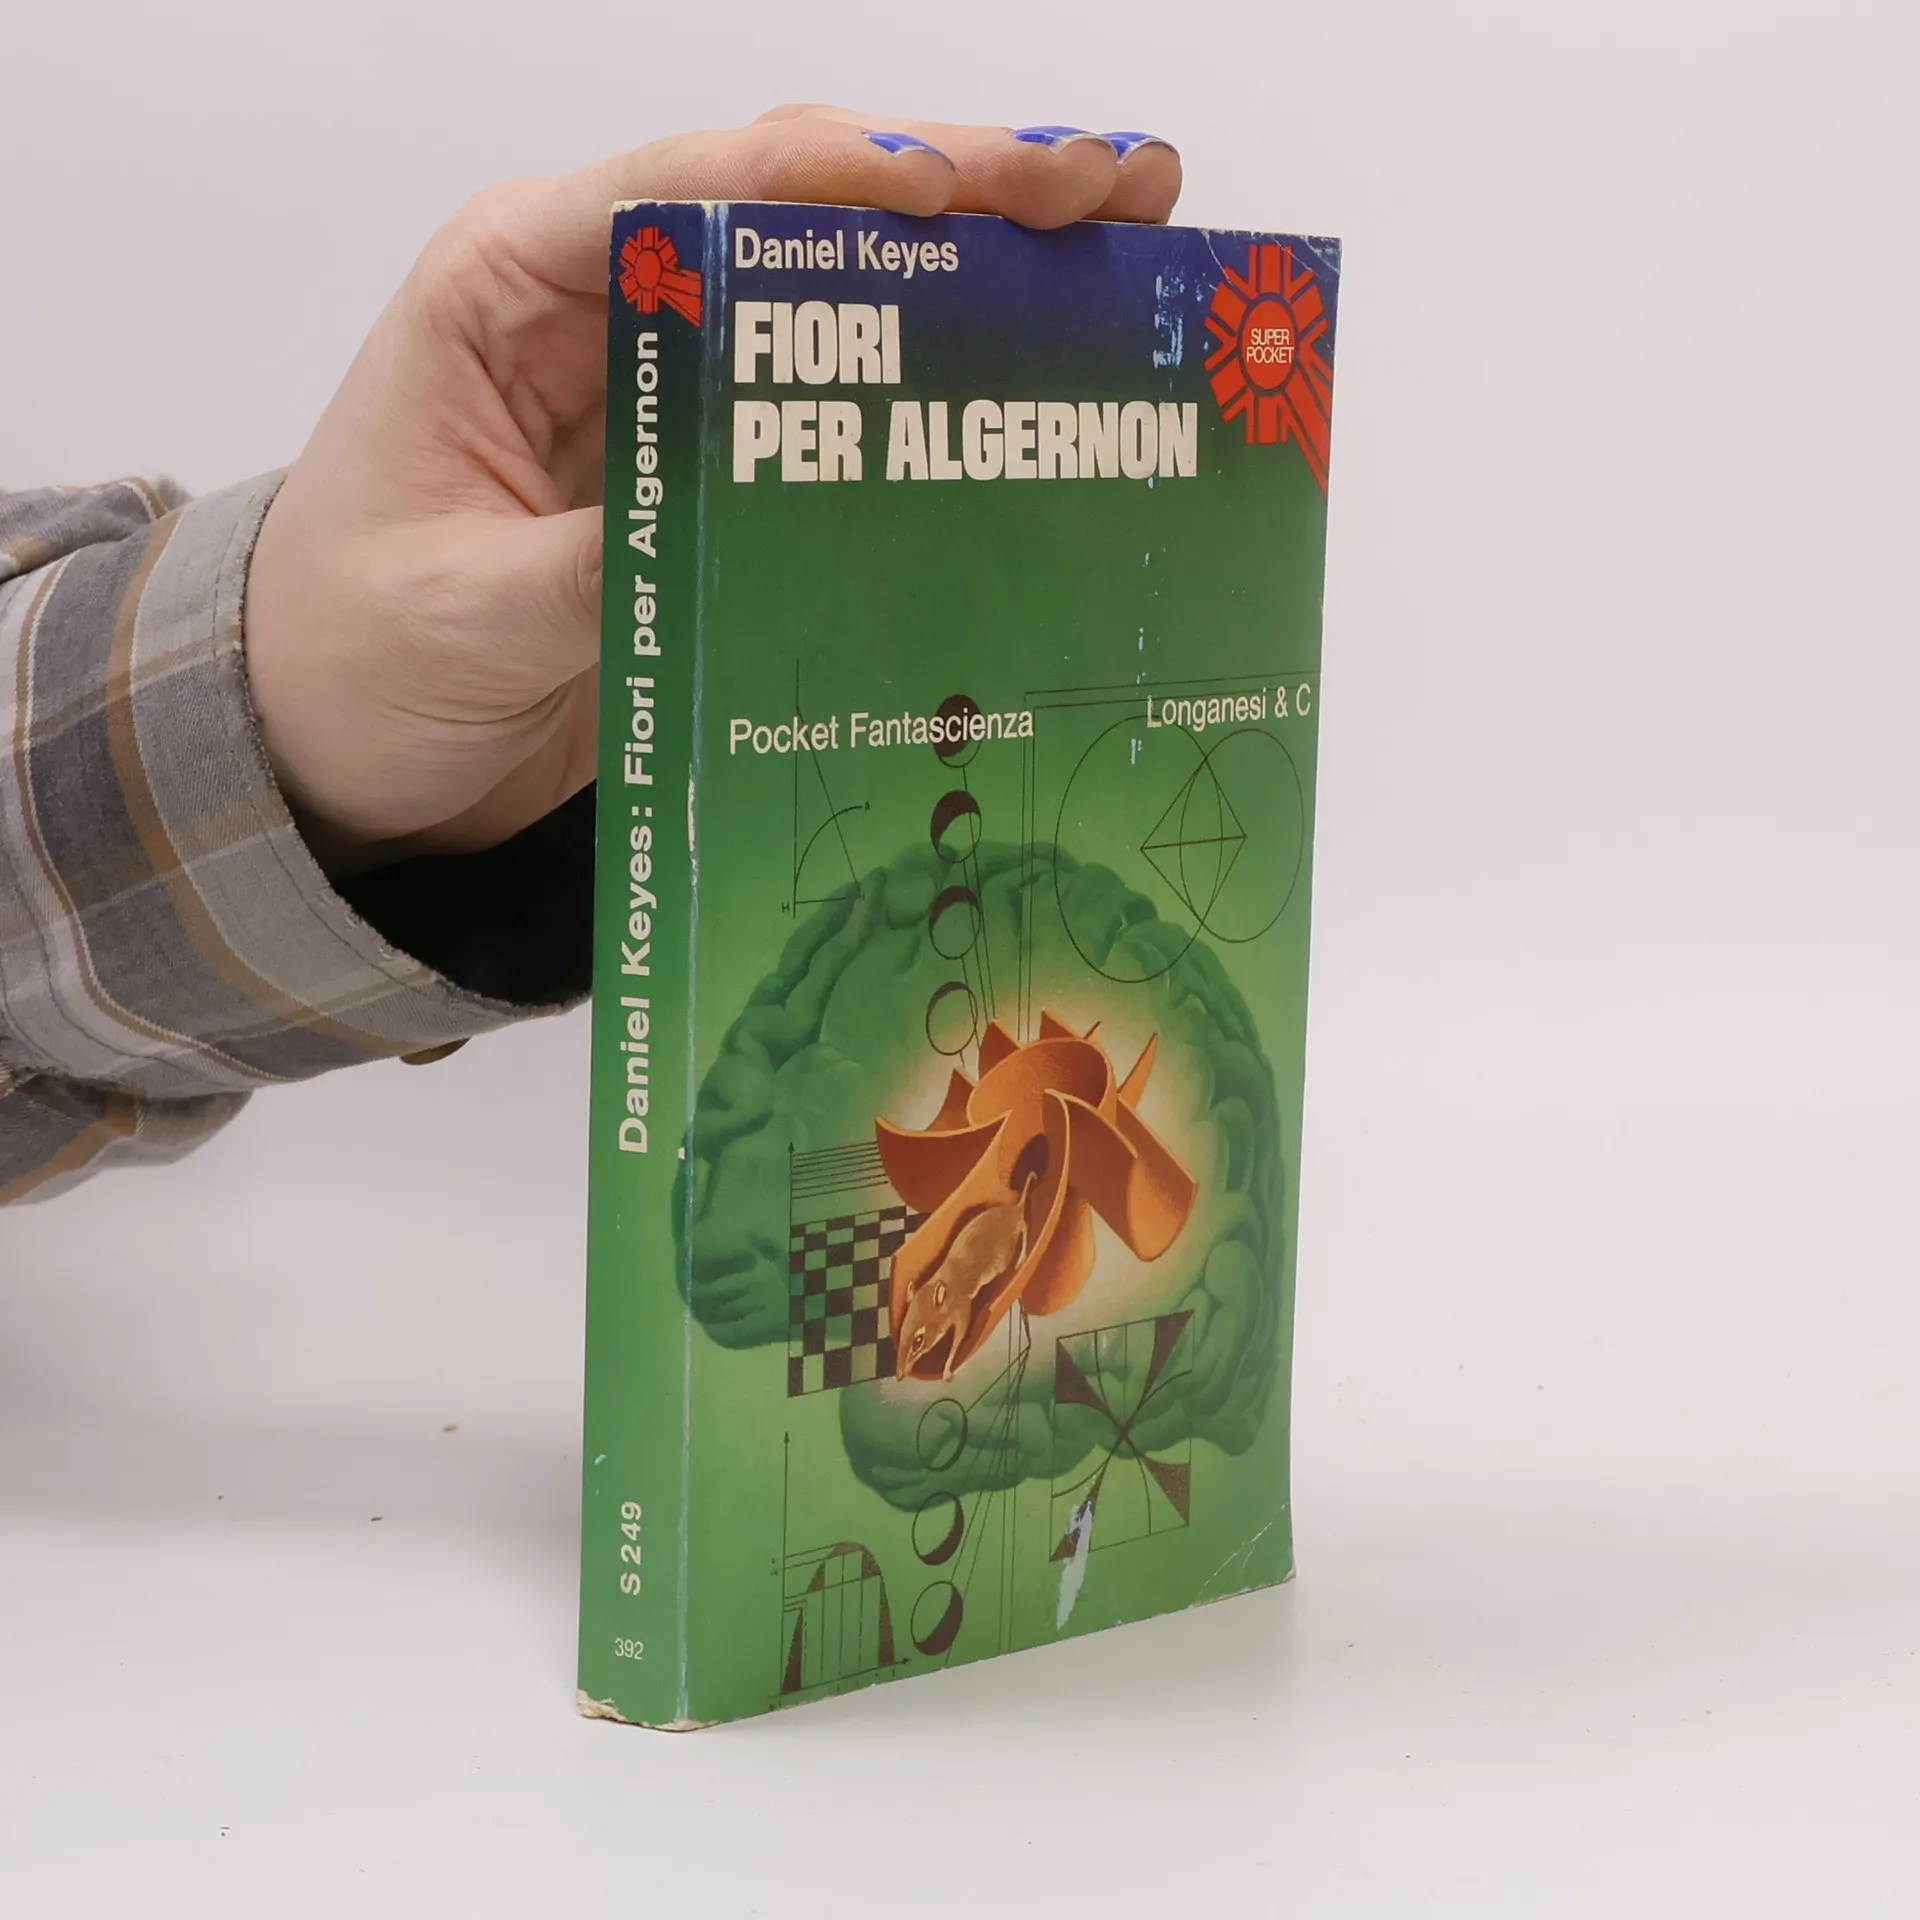 Daniel Keyes
FIORI
PER ALGERNON
SUPER
POCKET
Pocket Fantascienza
Longanesi & C
Daniel Keyes: Fiori per Algernon
S 249
392